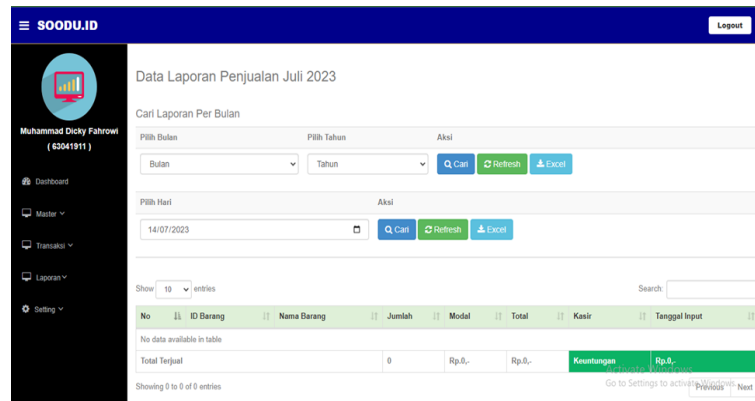 ☰ SOODU.ID
Logout
Muhammad Dicky Fahrowi
( 63041911 )
Dashboard
Master
Transaksi
Laporan
Setting
Data Laporan Penjualan Juli 2023
Cari Laporan Per Bulan
Pilih Bulan Pilih Tahun Aksi
Bulan Tahun Cari Refresh Excel
Pilih Hari Aksi
14/07/2023 Cari Refresh Excel
Show 10 entries Search:
No ID Barang Nama Barang Jumlah Modal Total Kasir Tanggal Input
No data available in table
Total Terjual 0 Rp.0,- Rp.0,- Keuntungan Rp.0,-
Activate Windows
Go to Settings to activate Windows.
Showing 0 to 0 of 0 entries Previous Next